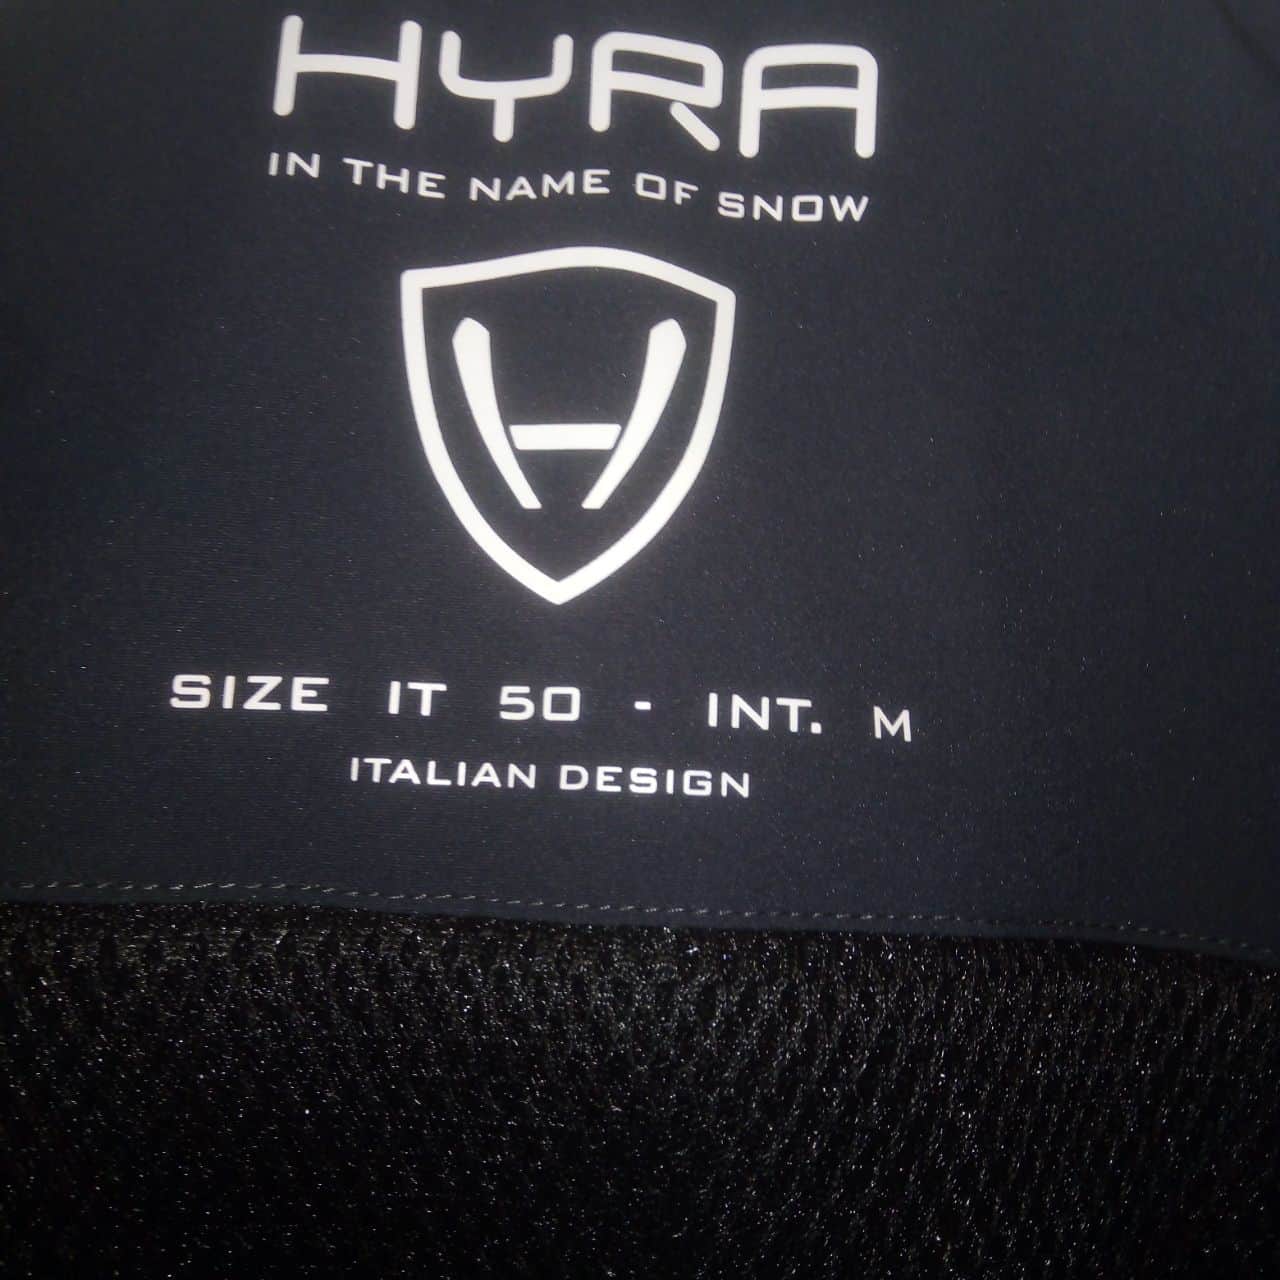 HYRA
IN THE NAME OF SNOW
H
SIZE IT 50 - INT. M
ITALIAN DESIGN